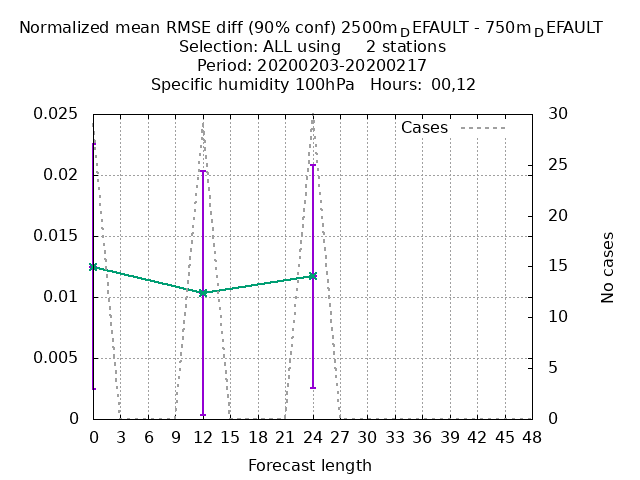 Normalized mean RMSE diff (90% conf) 2500m_DEFAULT - 750m_DEFAULT
Selection: ALL using     2 stations
Period: 20200203-20200217
Specific humidity 100hPa   Hours:  00,12
Cases
0.025
0.02
0.015
0.01
0.005
0
30
25
20
15
10
5
0
No cases
0 3 6 9 12 15 18 21 24 27 30 33 36 39 42 45 48
Forecast length